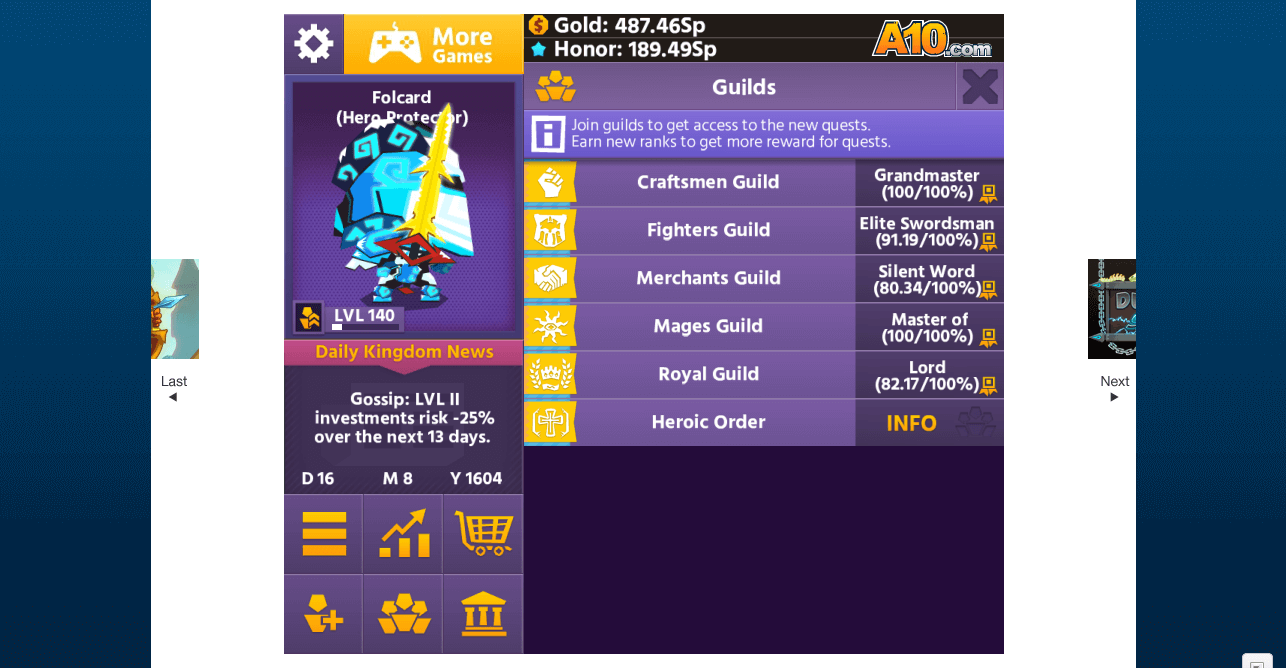 More
Games
Gold: 487.46Sp
Honor: 189.49Sp
A10.com
Folcard
(Hero Protector)
LVL 140
Guilds
Join guilds to get access to the new quests.
Earn new ranks to get more reward for quests.
Craftsmen Guild
Grandmaster
(100/100%)
Fighters Guild
Elite Swordsman
(91.19/100%)
Merchants Guild
Silent Word
(80.34/100%)
Mages Guild
Master of
(100/100%)
Royal Guild
Lord
(82.17/100%)
Heroic Order
INFO
Daily Kingdom News
Gossip: LVL II
investments risk -25%
over the next 13 days.
D 16 M 8 Y 1604
Last
Next